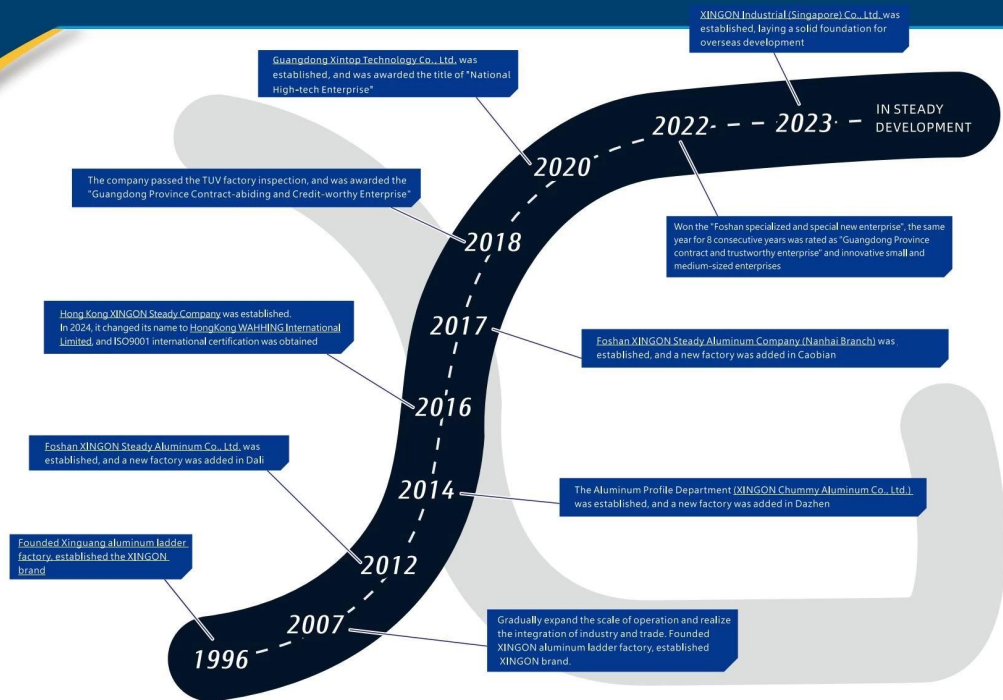 XINGON Industrial (Singapore) Co., Ltd. was
established, laying a solid foundation for
overseas development
Guangdong Xintop Technology Co., Ltd. was
established, and was awarded the title of "National
High-tech Enterprise"
IN STEADY
DEVELOPMENT
2023
2022
2020
The company passed the TUV factory inspection, and was awarded the
"Guangdong Province Contract-abiding and Credit-worthy Enterprise"
Won the "Foshan specialized and special new enterprise", the same
year for 8 consecutive years was rated as "Guangdong Province
contract and trustworthy enterprise" and innovative small and
medium-sized enterprises
2018
Hong Kong XINGON Steady Company was established.
In 2024, it changed its name to HongKong WAHHING International
Limited, and ISO9001 international certification was obtained
2017
Foshan XINGON Steady Aluminum Company (Nanhai Branch) was
established, and a new factory was added in Caobian
2016
Foshan XINGON Steady Aluminum Co., Ltd. was
established, and a new factory was added in Dali
2014
The Aluminum Profile Department (XINGON Chummy Aluminum Co., Ltd.)
was established, and a new factory was added in Dazhen
Founded Xinguang aluminum ladder
factory, established the XINGON
brand
2012
2007
Gradually expand the scale of operation and realize
the integration of industry and trade. Founded
XINGON aluminum ladder factory, established
XINGON brand.
1996